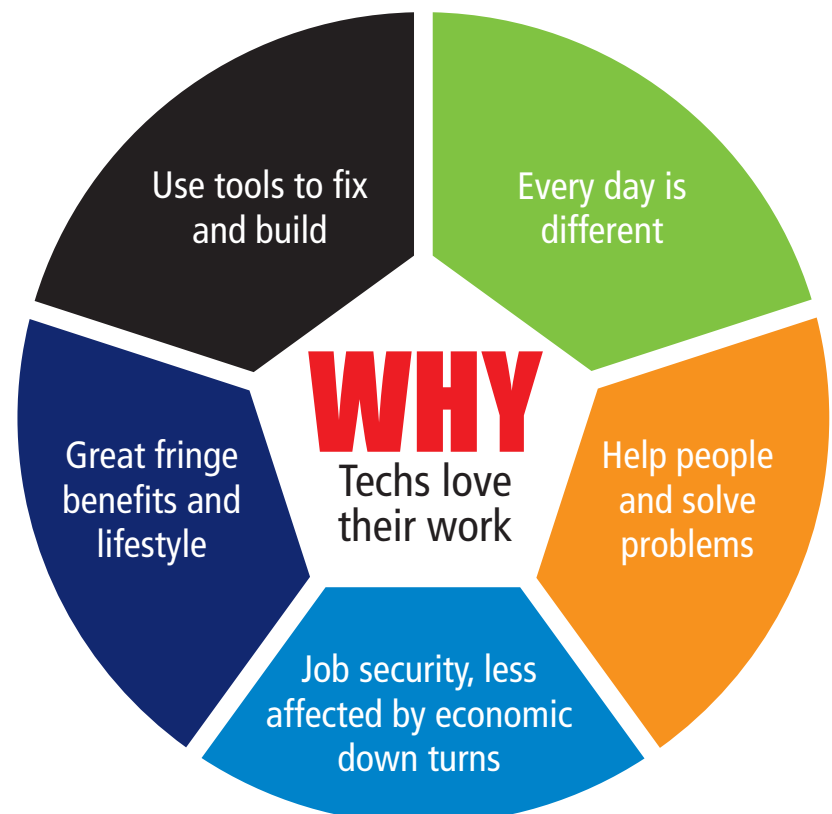 Use tools to fix
and build
Every day is
different
WHY
Techs love
their work
Great fringe
benefits and
lifestyle
Help people
and solve
problems
Job security, less
affected by economic
down turns